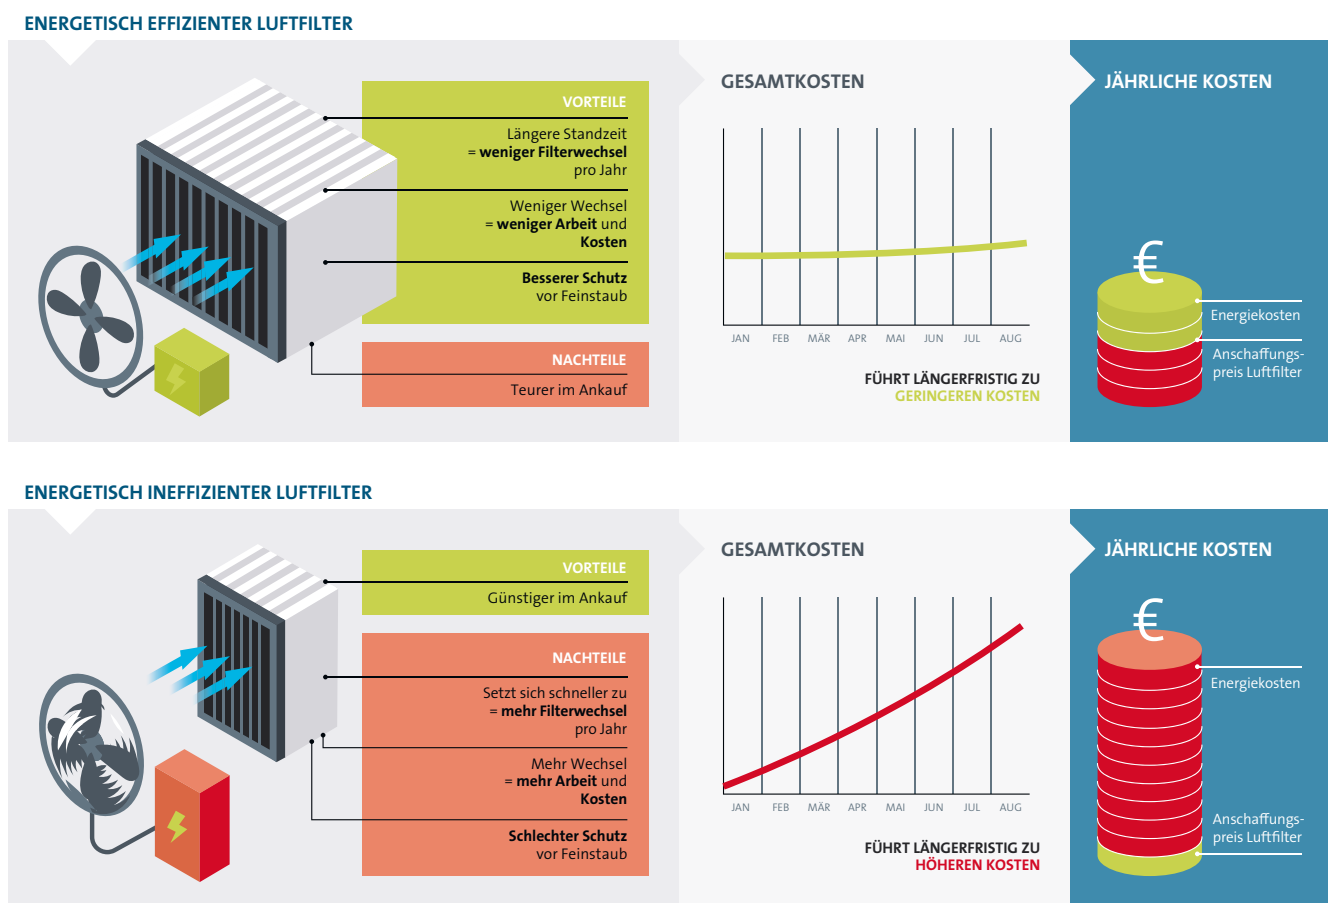 ENERGETISCH EFFIZIENTER LUFTFILTER
VORTEILE
Längere Standzeit
= weniger Filterwechsel
pro Jahr
Weniger Wechsel
= weniger Arbeit und
Kosten
Besserer Schutz
vor Feinstaub
NACHTEILE
Teurer im Ankauf
GESAMTKOSTEN
JAN FEB MÄR APR MAI JUN JUL AUG
FÜHRT LÄNGERFRISTIG ZU
GERINGEREN KOSTEN
JÄHRLICHE KOSTEN
€
Energiekosten
Anschaffungs-
preis Luftfilter
ENERGETISCH INEFFIZIENTER LUFTFILTER
VORTEILE
Günstiger im Ankauf
NACHTEILE
Setzt sich schneller zu
= mehr Filterwechsel
pro Jahr
Mehr Wechsel
= mehr Arbeit und
Kosten
Schlechter Schutz
vor Feinstaub
GESAMTKOSTEN
JAN FEB MÄR APR MAI JUN JUL AUG
FÜHRT LÄNGERFRISTIG ZU
HÖHEREN KOSTEN
JÄHRLICHE KOSTEN
€
Energiekosten
Anschaffungs-
preis Luftfilter